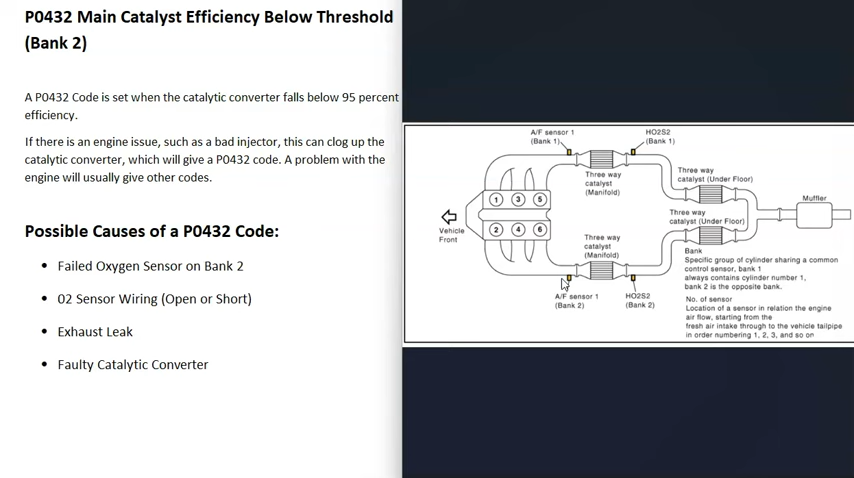 P0432 Main Catalyst Efficiency Below Threshold
(Bank 2)
A P0432 Code is set when the catalytic converter falls below 95 percent
efficiency.
If there is an engine issue, such as a bad injector, this can clog up the
catalytic converter, which will give a P0432 code. A problem with the
engine will usually give other codes.
Possible Causes of a P0432 Code:
• Failed Oxygen Sensor on Bank 2
• 02 Sensor Wiring (Open or Short)
• Exhaust Leak
• Faulty Catalytic Converter
A/F sensor 1
(Bank 1)
HO2S2
(Bank 1)
Three way
catalyst
(Manifold)
Three way
catalyst (Under Floor)
Muffler
1 3 5
2 4 6
Vehicle
Front
Three way
catalyst (Under Floor)
Three way
catalyst
(Manifold)
A/F sensor 1
(Bank 2)
HO2S2
(Bank 2)
Bank
Specific group of cylinder sharing a common
control sensor, bank 1
always contains cylinder number 1,
bank 2 is the opposite bank.
No. of sensor
Location of a sensor in relation the engine
air flow, starting from the
fresh air intake through to the vehicle tailpipe
in order numbering 1, 2, 3, and so on